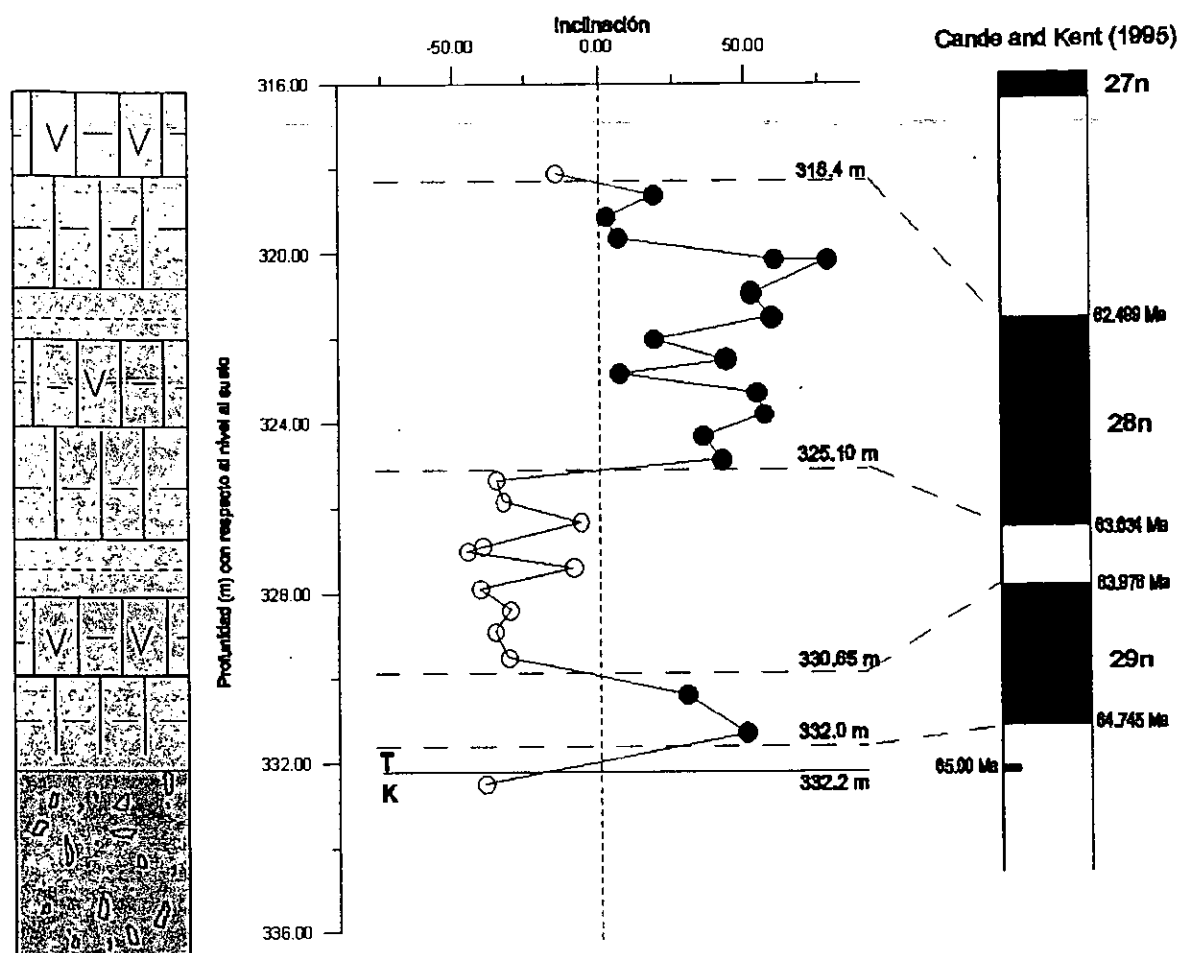 Inclinación
-50.00 0.00 50.00
Cande and Kent (1995)
316.00
320.00
324.00
328.00
332.00
336.00
Profunidad (m) con respecto al nivel al suelo
V V
V
V V
318.4 m
325.10 m
330.65 m
332.0 m
T
K
332.2 m
27n
62.499 Ma
28n
63.634 Ma
63.976 Ma
29n
64.745 Ma
65.00 Ma